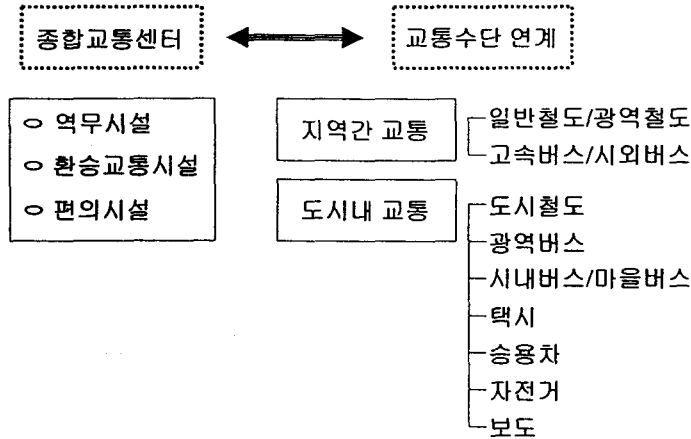 종합교통센터
교통수단 연계
역무시설
환승교통시설
편의시설
지역간 교통
일반철도/광역철도
고속버스/시외버스
도시내 교통
도시철도
광역버스
시내버스/마을버스
택시
승용차
자전거
보도